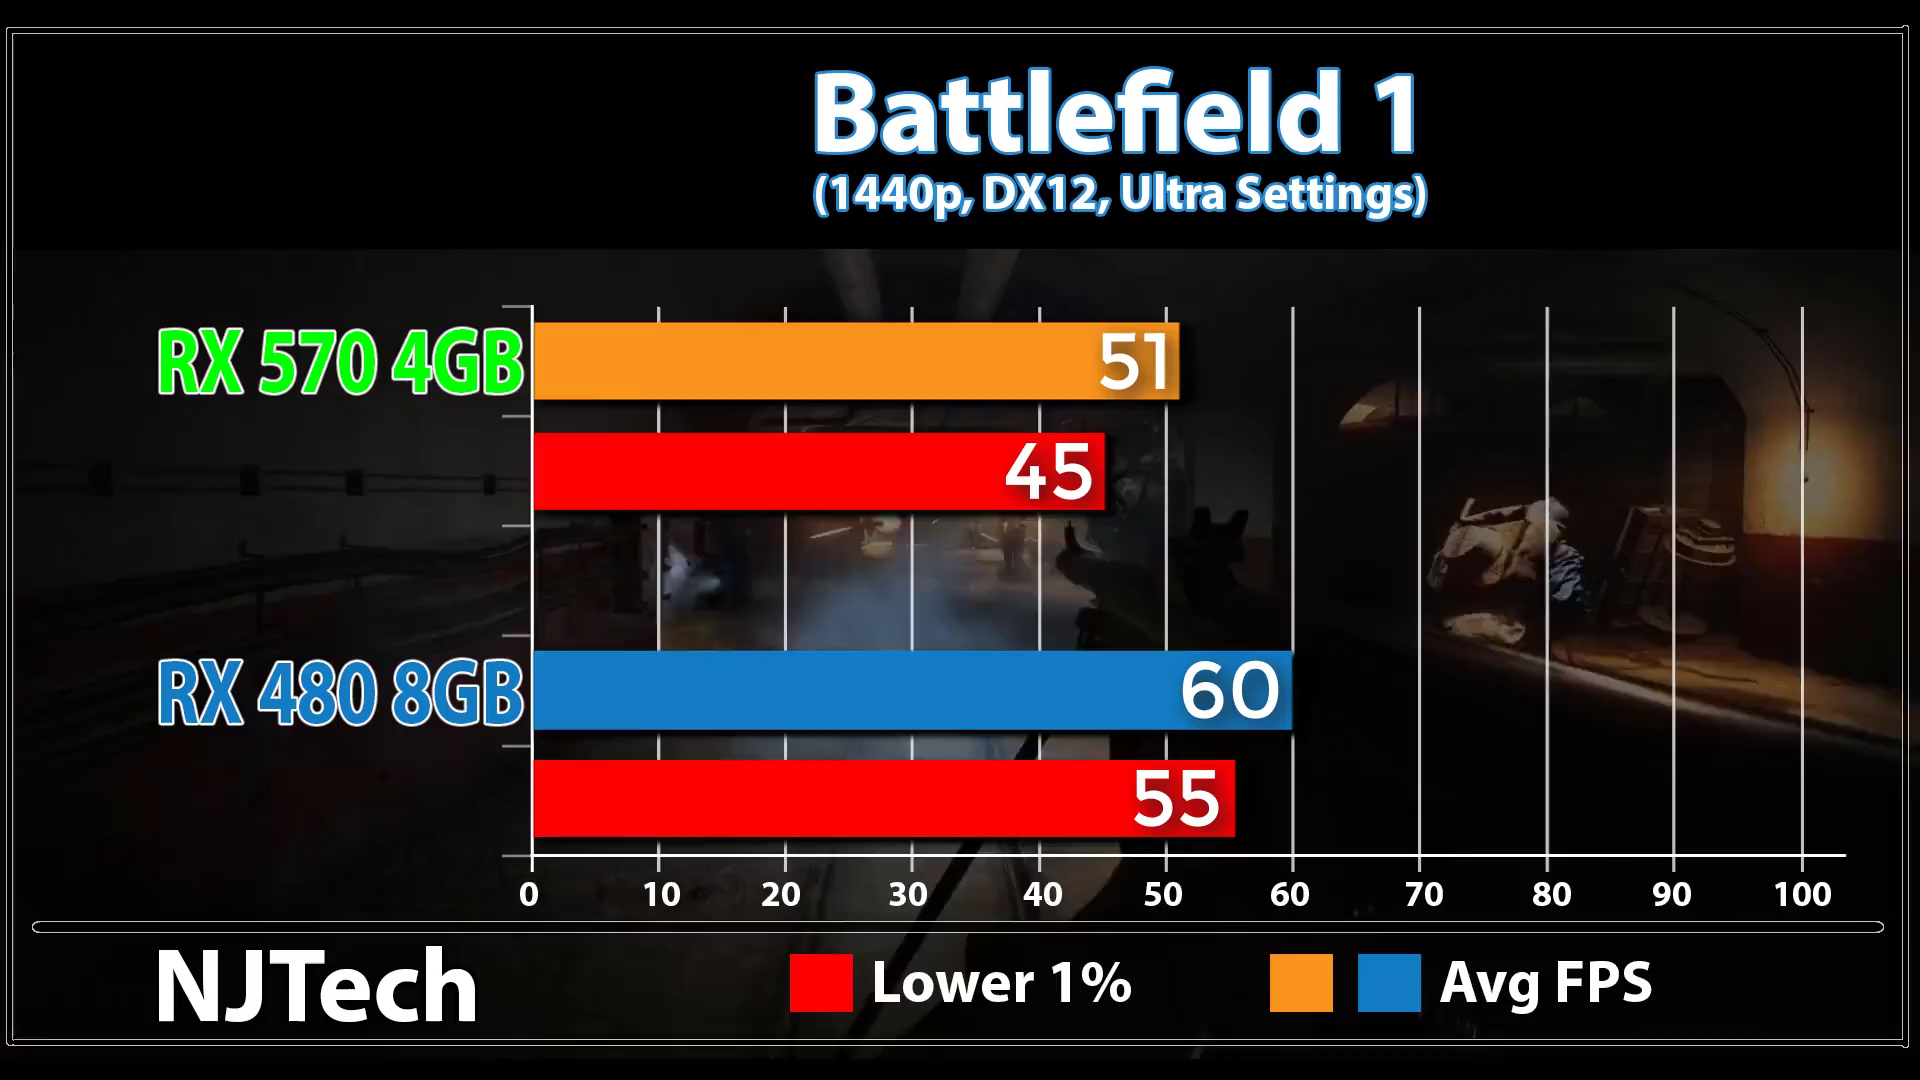 Battlefield 1
(1440p, DX12, Ultra Settings)
RX 570 4GB
51
45
RX 480 8GB
60
55
0 10 20 30 40 50 60 70 80 90 100
NJTech
Lower 1%
Avg FPS